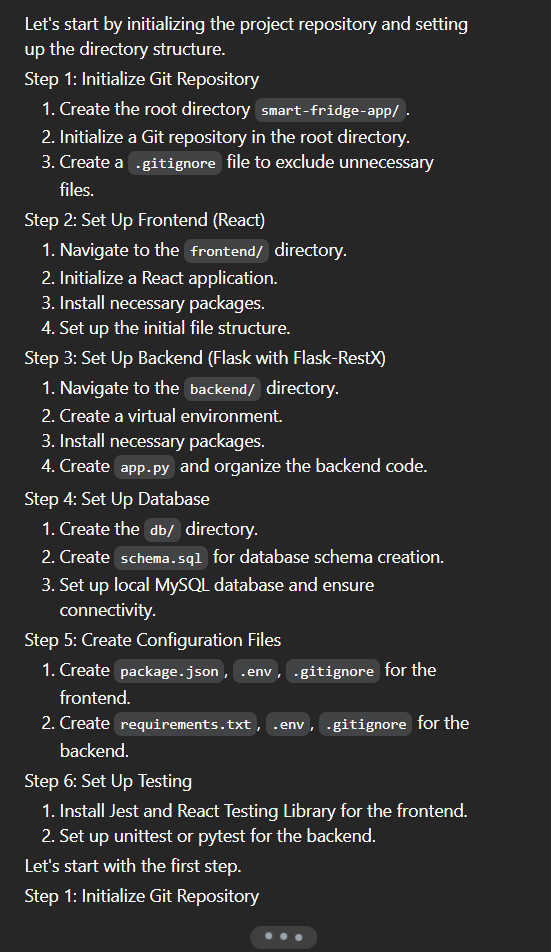 Let's start by initializing the project repository and setting
up the directory structure.
Step 1: Initialize Git Repository
1. Create the root directory smart-fridge-app/.
2. Initialize a Git repository in the root directory.
3. Create a .gitignore file to exclude unnecessary
files.
Step 2: Set Up Frontend (React)
1. Navigate to the frontend/ directory.
2. Initialize a React application.
3. Install necessary packages.
4. Set up the initial file structure.
Step 3: Set Up Backend (Flask with Flask-RestX)
1. Navigate to the backend/ directory.
2. Create a virtual environment.
3. Install necessary packages.
4. Create app.py and organize the backend code.
Step 4: Set Up Database
1. Create the db/ directory.
2. Create schema.sql for database schema creation.
3. Set up local MySQL database and ensure
connectivity.
Step 5: Create Configuration Files
1. Create package.json, .env, .gitignore for the
frontend.
2. Create requirements.txt, .env, .gitignore for the
backend.
Step 6: Set Up Testing
1. Install Jest and React Testing Library for the frontend.
2. Set up unittest or pytest for the backend.
Let's start with the first step.
Step 1: Initialize Git Repository